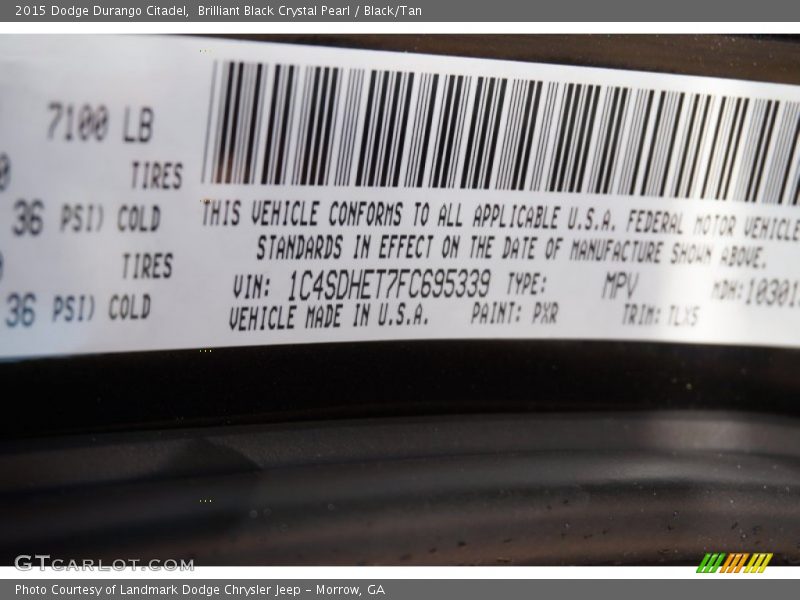 2015 Dodge Durango Citadel, Brilliant Black Crystal Pearl / Black/Tan
7100 LB
TIRES
36 PSI) COLD
TIRES
36 PSI) COLD
THIS VEHICLE CONFORMS TO ALL APPLICABLE U.S.A. FEDERAL MOTOR VEHICLE
STANDARDS IN EFFECT ON THE DATE OF MANUFACTURE SHOWN ABOVE.
VIN: 1C4SDHET7FC695339 TYPE: MPV MDH: 10301
VEHICLE MADE IN U.S.A. PAINT: PXR TRIM: TLX5
GTcarlot.com
Photo Courtesy of Landmark Dodge Chrysler Jeep – Morrow, GA